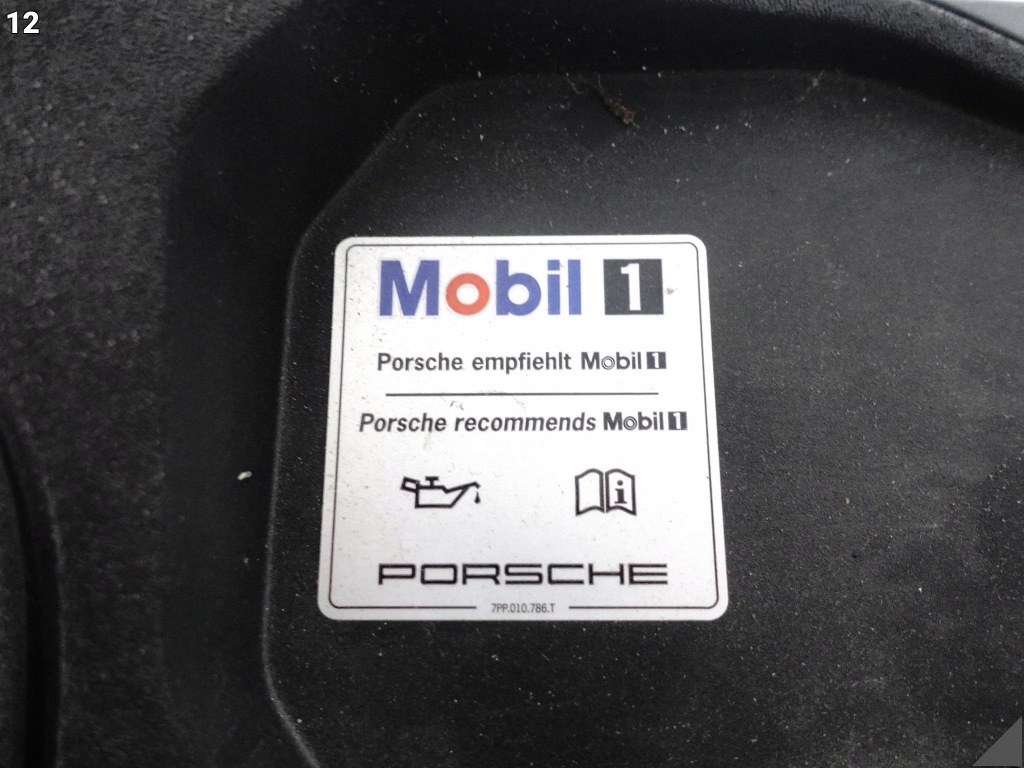 12
Mobil 1
Porsche empfiehlt Mobil 1
Porsche recommends Mobil 1
i
PORSCHE
7PP.010.786.T